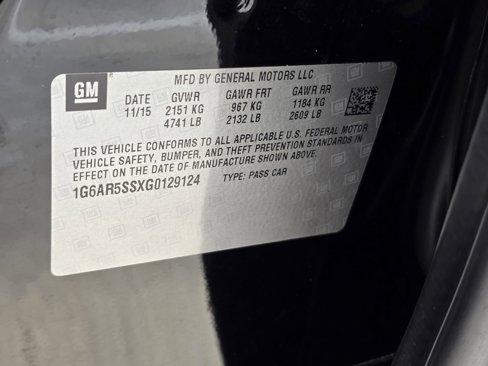 GM
MFD BY GENERAL MOTORS LLC
DATE GVWR GAWR FRT GAWR RR
11/15 2151 KG 967 KG 1184 KG
4741 LB 2132 LB 2609 LB
THIS VEHICLE CONFORMS TO ALL APPLICABLE U.S. FEDERAL MOTOR
VEHICLE SAFETY, BUMPER, AND THEFT PREVENTION STANDARDS IN
EFFECT ON THE DATE OF MANUFACTURE SHOWN ABOVE.
1G6AR5SSXG0129124 TYPE: PASS CAR